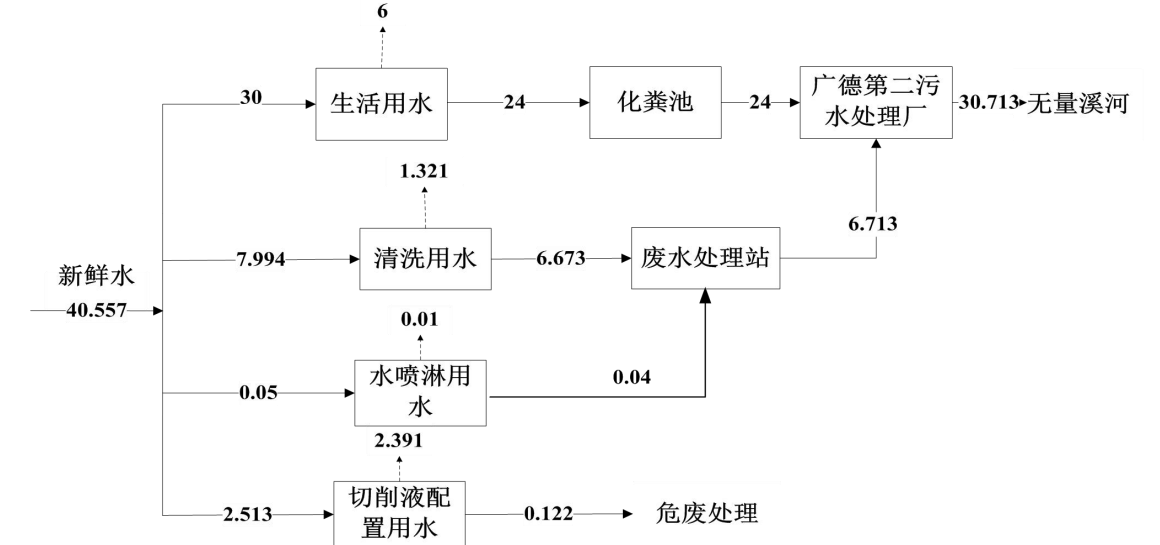 6
30
生活用水
24
化粪池
24
广德第二污
水处理厂
30.713
无量溪河
1.321
7.994
清洗用水
6.673
废水处理站
6.713
新鲜水
40.557
0.01
0.05
水喷淋用
水
0.04
2.391
2.513
切削液配
置用水
0.122
危废处理